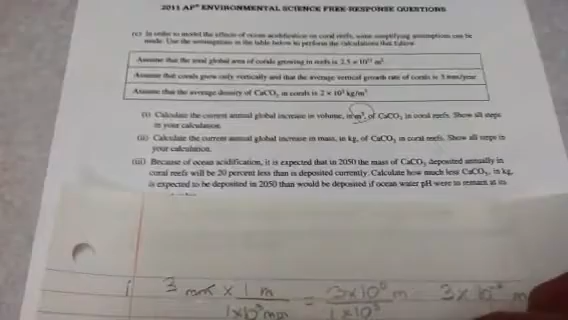 2011 AP® ENVIRONMENTAL SCIENCE FREE-RESPONSE QUESTIONS
(c) In order to model the effects of ocean acidification on coral reefs, some simplifying assumptions can be
made. Use the assumptions in the table below to perform the calculations that follow.
Assume that the total global area of corals growing in reefs is 2.5 × 10¹¹ m².
Assume that corals grow only vertically and that the average vertical growth rate of corals is 3 mm/year.
Assume that the average density of CaCO₃ in corals is 2 × 10³ kg/m³
(i) Calculate the current annual global increase in volume, in m³, of CaCO₃ in coral reefs. Show all steps
in your calculation.
(ii) Calculate the current annual global increase in mass, in kg, of CaCO₃ in coral reefs. Show all steps in
your calculation.
(iii) Because of ocean acidification, it is expected that in 2050 the mass of CaCO₃ deposited annually in
coral reefs will be 20 percent less than is deposited currently. Calculate how much less CaCO₃, in kg,
is expected to be deposited in 2050 than would be deposited if ocean water pH were to remain at its
i 3 mm × 1 m = 3×10⁰ m 3×10⁻³ m
1×10³ mm 1×10³